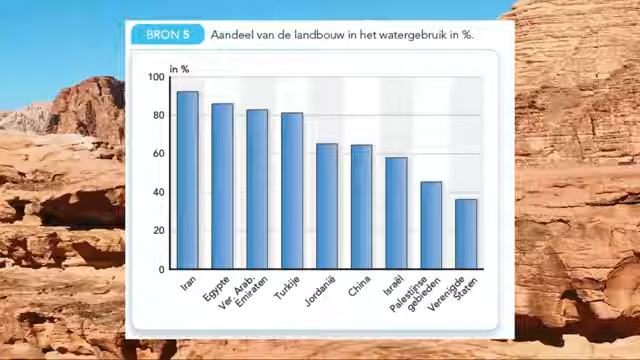 BRON 5 Aandeel van de landbouw in het watergebruik in %.
in %
100
80
60
40
20
0
Iran
Egypte
Ver. Arab.
Emiraten
Turkije
Jordanië
China
Israël
Palestijnse
gebieden
Verenigde
Staten